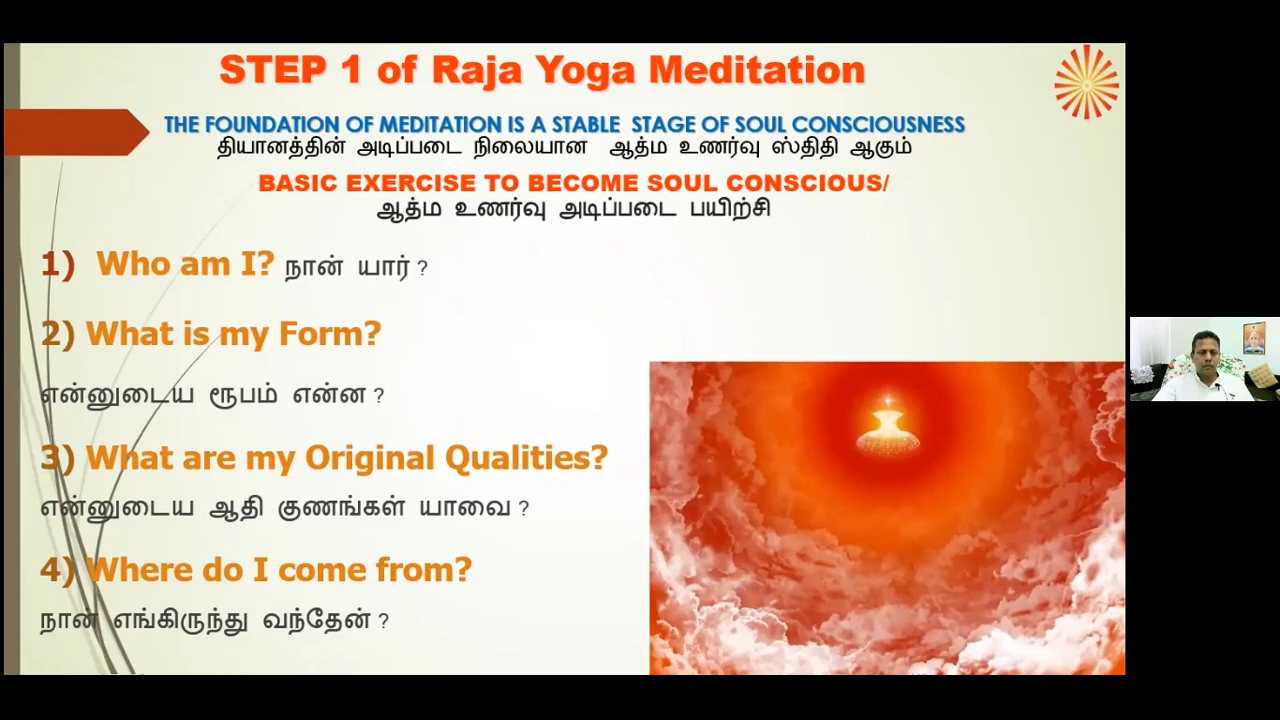 STEP 1 of Raja Yoga Meditation
THE FOUNDATION OF MEDITATION IS A STABLE STAGE OF SOUL CONSCIOUSNESS
தியானத்தின் அடிப்படை நிலையான ஆத்ம உணர்வு ஸ்திதி ஆகும்
BASIC EXERCISE TO BECOME SOUL CONSCIOUS/
ஆத்ம உணர்வு அடிப்படை பயிற்சி
1) Who am I? நான் யார் ?
2) What is my Form?
என்னுடைய ரூபம் என்ன ?
3) What are my Original Qualities?
என்னுடைய ஆதி குணங்கள் யாவை ?
4) Where do I come from?
நான் எங்கிருந்து வந்தேன் ?